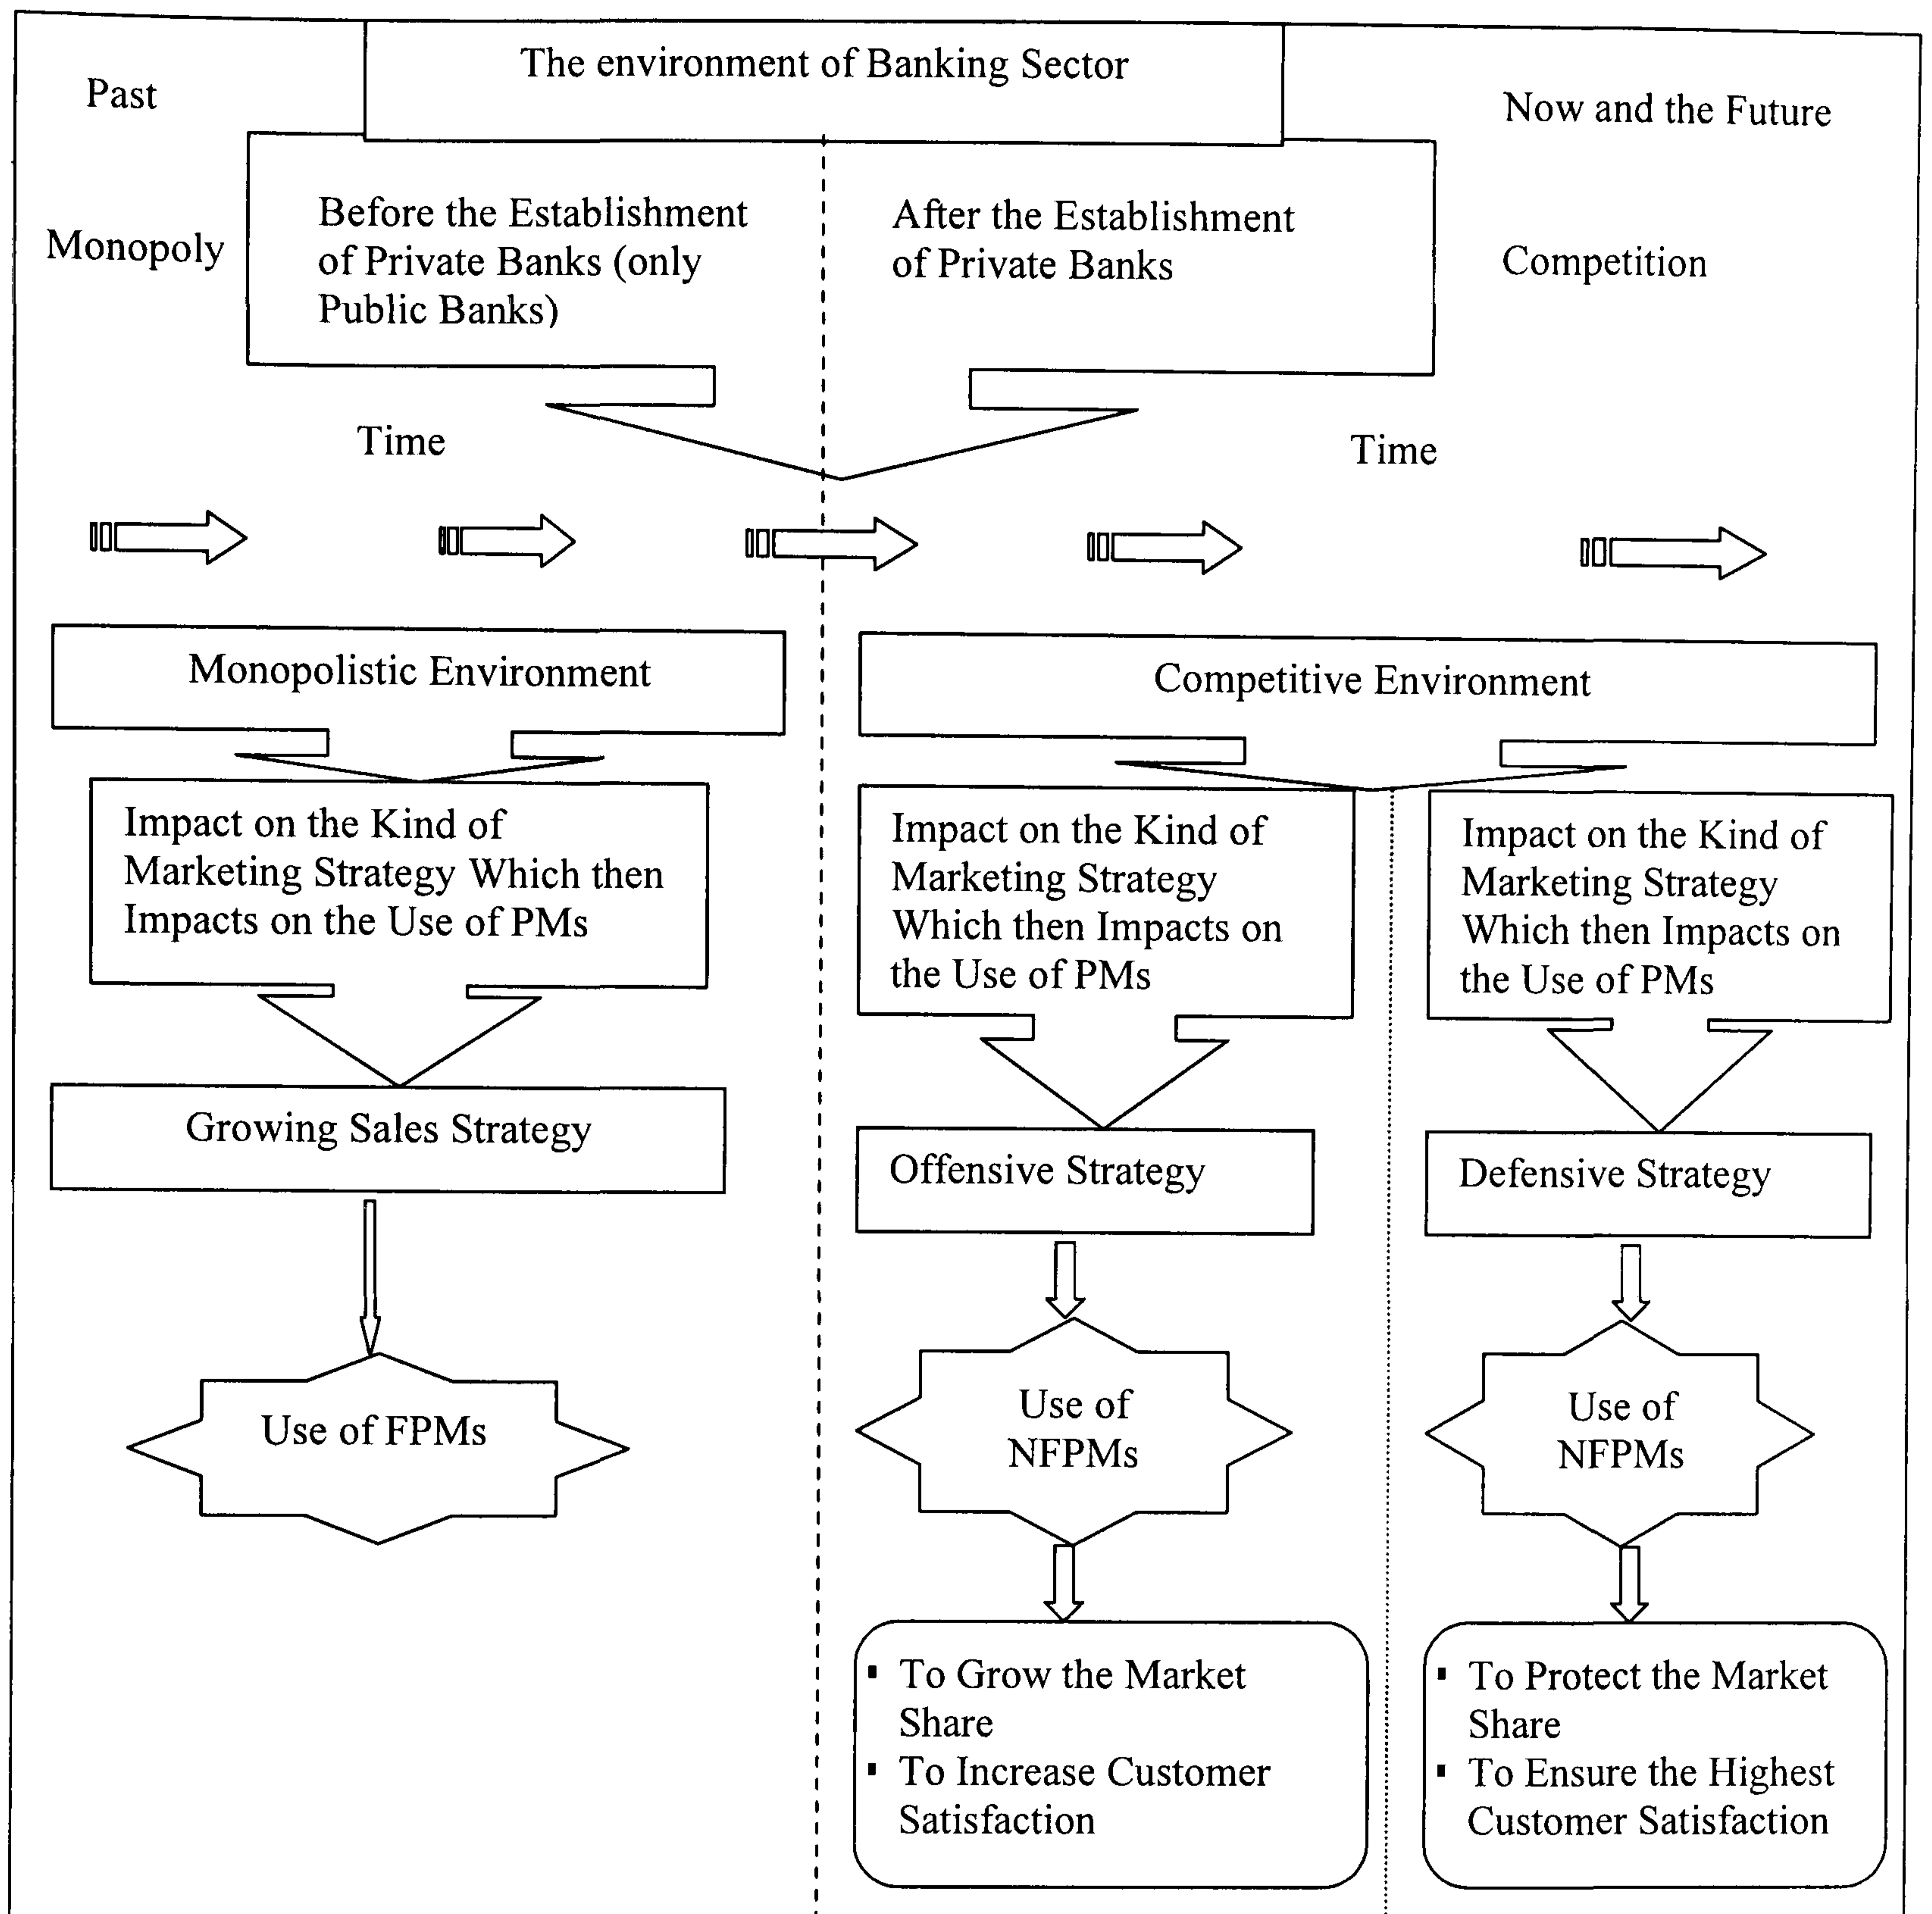 The environment of Banking Sector
Past
Now and the Future
Monopoly
Before the Establishment
of Private Banks (only
Public Banks)
After the Establishment
of Private Banks
Competition
Time
Time
Monopolistic Environment
Competitive Environment
Impact on the Kind of
Marketing Strategy Which then
Impacts on the Use of PMs
Impact on the Kind of
Marketing Strategy
Which then Impacts on
the Use of PMs
Impact on the Kind of
Marketing Strategy
Which then Impacts on
the Use of PMs
Growing Sales Strategy
Offensive Strategy
Defensive Strategy
Use of FPMs
Use of
NFPMs
Use of
NFPMs
▪ To Grow the Market
Share
▪ To Increase Customer
Satisfaction
▪ To Protect the Market
Share
▪ To Ensure the Highest
Customer Satisfaction